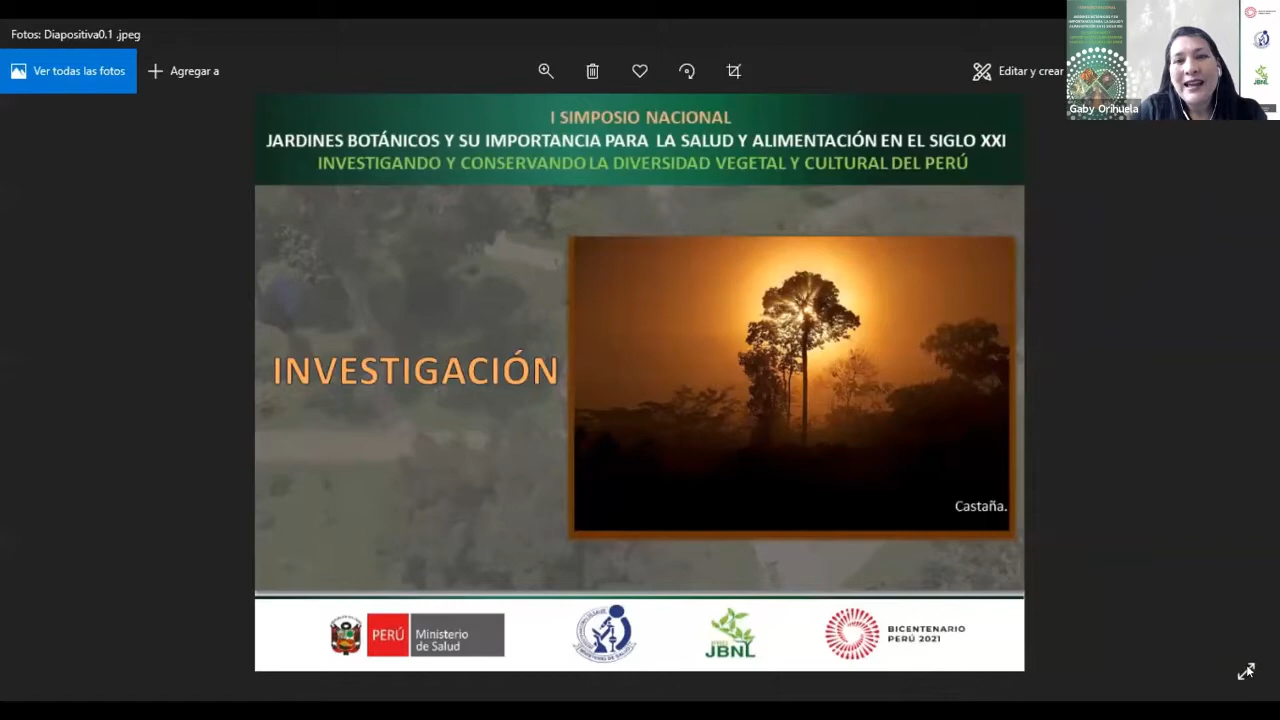 Fotos: Diapositiva0.1 .jpeg
Ver todas las fotos
Agregar a
Editar y crear
Gaby Orihuela
JBNL
I SIMPOSIO NACIONAL
JARDINES BOTÁNICOS Y SU IMPORTANCIA PARA LA SALUD Y ALIMENTACIÓN EN EL SIGLO XXI
INVESTIGANDO Y CONSERVANDO LA DIVERSIDAD VEGETAL Y CULTURAL DEL PERÚ
INVESTIGACIÓN
Castaña.
PERÚ
Ministerio
de Salud
JBNL
BICENTENARIO
PERÚ 2021